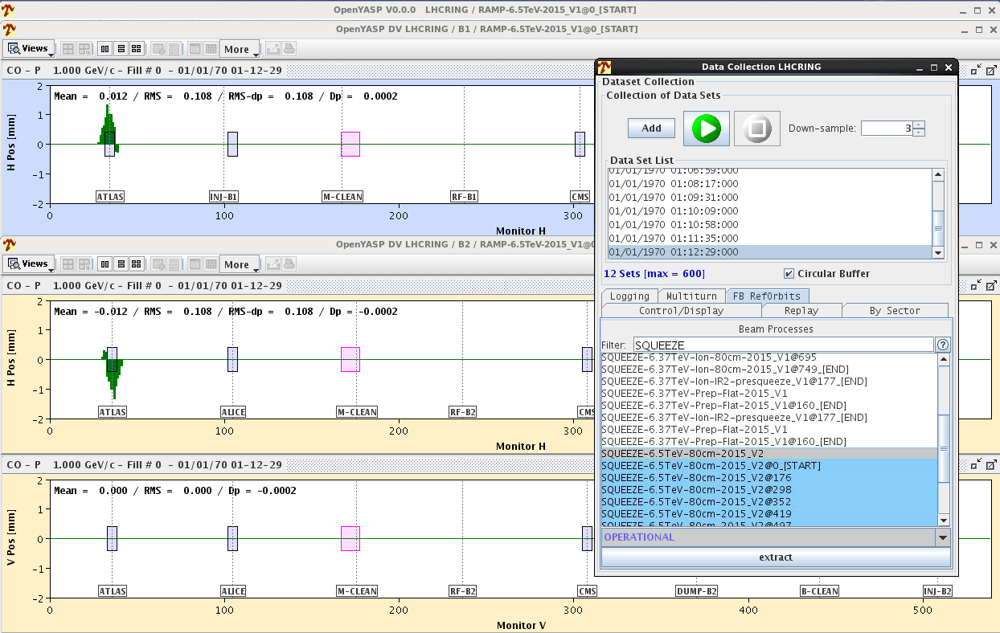 OpenYASP V0.0.0 LHCRING / RAMP-6.5TeV-2015_V1@0_[START]
OpenYASP DV LHCRING / B1 / RAMP-6.5TeV-2015_V1@0_[START]
Views
More
CO - P 1.000 GeV/c - Fill # 0 - 01/01/70 01-12-29
Mean = 0.012 / RMS = 0.108 / RMS-dp = 0.108 / Dp = 0.0002
H Pos [mm]
2
1
0
-1
-2
ATLAS
INJ-B1
M-CLEAN
RF-B1
CMS
0
100
200
300
Monitor H
OpenYASP DV LHCRING / B2 / RAMP-6.5TeV-2015_V1@0
Views
More
CO - P 1.000 GeV/c - Fill # 0 - 01/01/70 01-12-29
Mean = -0.012 / RMS = 0.108 / RMS-dp = 0.108 / Dp = -0.0002
H Pos [mm]
2
1
0
-1
-2
ATLAS
ALICE
M-CLEAN
RF-B2
CMS
0
100
200
300
Monitor H
CO - P 1.000 GeV/c - Fill # 0 - 01/01/70 01-12-29
Mean = 0.000 / RMS = 0.000 / Dp = -0.0002
V Pos [mm]
2
1
0
-1
-2
ATLAS
ALICE
M-CLEAN
RF-B2
CMS
DUMP-B2
B-CLEAN
INJ-B2
0
100
200
300
400
500
Monitor V
Data Collection LHCRING
Dataset Collection
Collection of Data Sets
Add
Down-sample:
3
Data Set List
01/01/1970 01:06:59:000
01/01/1970 01:08:17:000
01/01/1970 01:09:31:000
01/01/1970 01:10:09:000
01/01/1970 01:10:58:000
01/01/1970 01:11:35:000
01/01/1970 01:12:29:000
12 Sets [max = 600]
Circular Buffer
Logging
Multiturn
FB RefOrbits
Control/Display
Replay
By Sector
Beam Processes
Filter:
SQUEEZE
?
SQUEEZE-6.37TeV-Ion-80cm-2015_V1@695
SQUEEZE-6.37TeV-Ion-80cm-2015_V1@749_[END]
SQUEEZE-6.37TeV-Ion-IR2-presqueeze_V1@177_[END]
SQUEEZE-6.37TeV-Prep-Flat-2015_V1
SQUEEZE-6.37TeV-Prep-Flat-2015_V1@160_[END]
SQUEEZE-6.37TeV-Ion-IR2-presqueeze_V1@177_[END]
SQUEEZE-6.37TeV-Prep-Flat-2015_V1
SQUEEZE-6.37TeV-Prep-Flat-2015_V1@160_[END]
SQUEEZE-6.5TeV-80cm-2015_V2
SQUEEZE-6.5TeV-80cm-2015_V2@0_[START]
SQUEEZE-6.5TeV-80cm-2015_V2@176
SQUEEZE-6.5TeV-80cm-2015_V2@298
SQUEEZE-6.5TeV-80cm-2015_V2@352
SQUEEZE-6.5TeV-80cm-2015_V2@419
SQUEEZE-6.5TeV-80cm-2015_V2@497
OPERATIONAL
extract